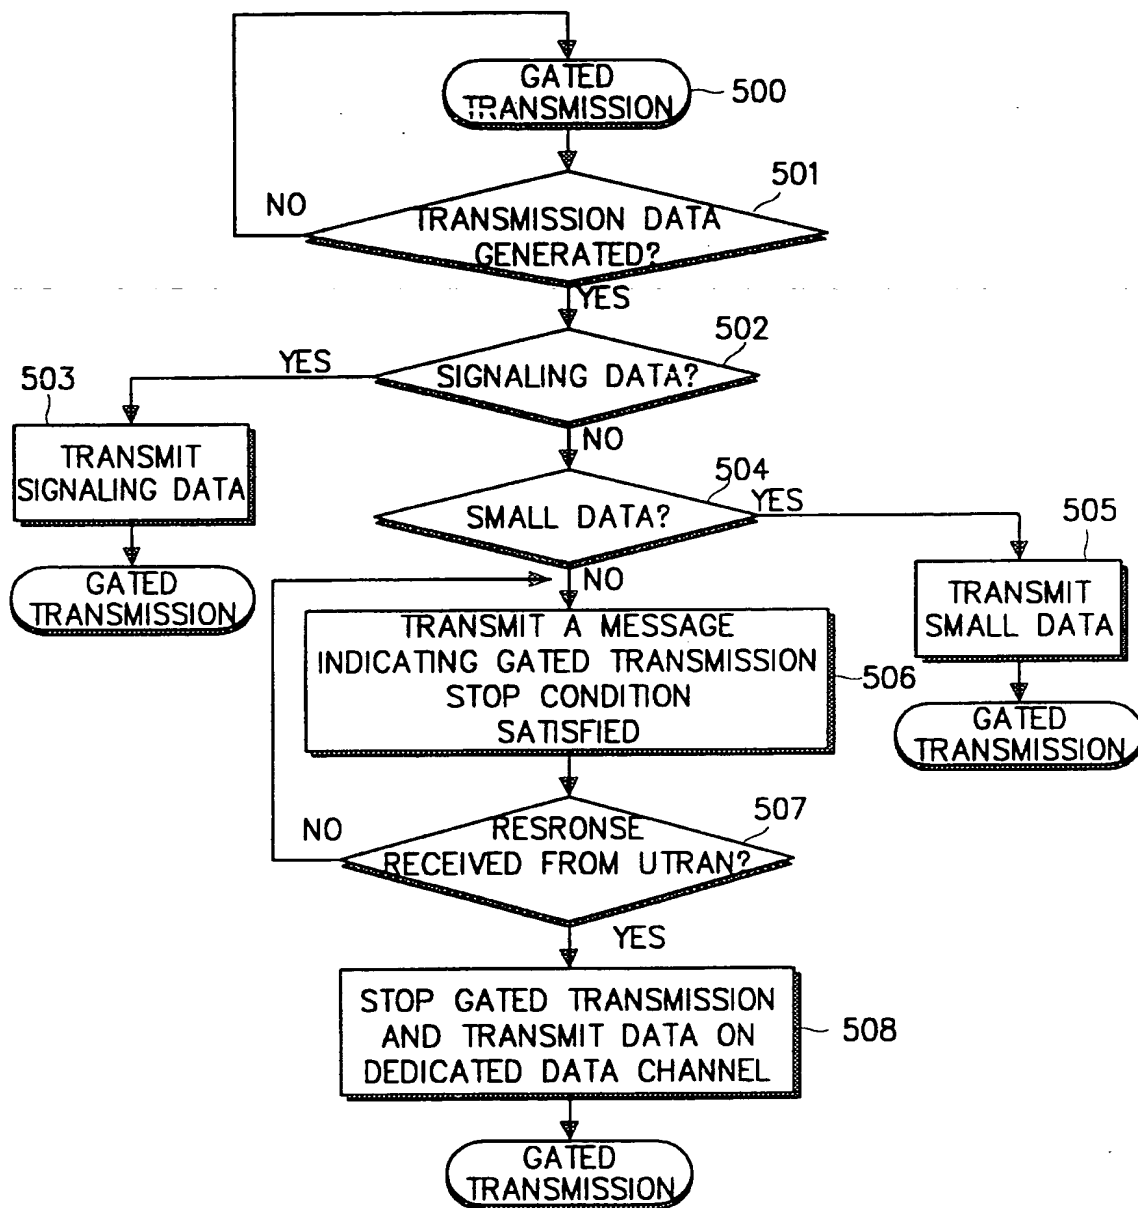 GATED
TRANSMISSION
500
501
NO
TRANSMISSION DATA
GENERATED?
YES
502
YES
SIGNALING DATA?
503
NO
TRANSMIT
SIGNALING DATA
504
YES
SMALL DATA?
505
GATED
TRANSMISSION
NO
TRANSMIT
SMALL DATA
TRANSMIT A MESSAGE
INDICATING GATED TRANSMISSION
STOP CONDITION
SATISFIED
506
GATED
TRANSMISSION
507
NO
RESRONSE
RECEIVED FROM UTRAN?
YES
STOP GATED TRANSMISSION
AND TRANSMIT DATA ON
DEDICATED DATA CHANNEL
508
GATED
TRANSMISSION